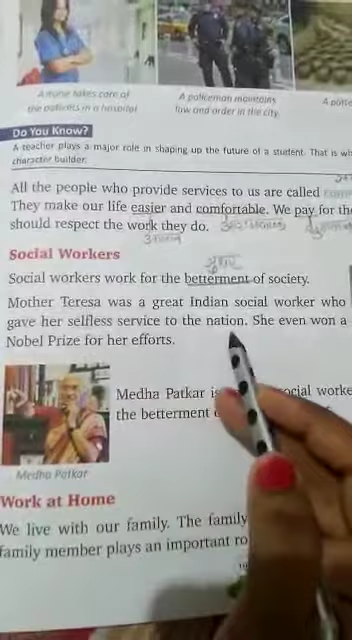 A nurse takes care of
the patients in a hospital
A policeman maintains
law and order in the city.
Do You Know?
A teacher plays a major role in shaping up the future of a student. That is
character builder.
All the people who provide services to us are called
They make our life easier and comfortable. We pay for
should respect the work they do.
Social Workers
सुधार
Social workers work for the betterment of society.
Mother Teresa was a great Indian social worker who
gave her selfless service to the nation. She even won a
Nobel Prize for her efforts.
Medha Patkar
the betterment
Medha Patkar
Work at Home
We live with our family. The family
family member plays an important